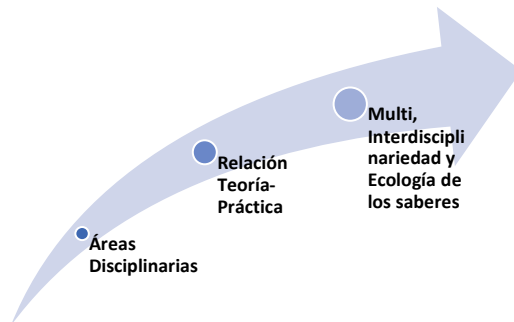 Áreas
Disciplinarias
Relación
Teoría-
Práctica
Multi,
Interdiscipli
nariedad y
Ecología de
los saberes